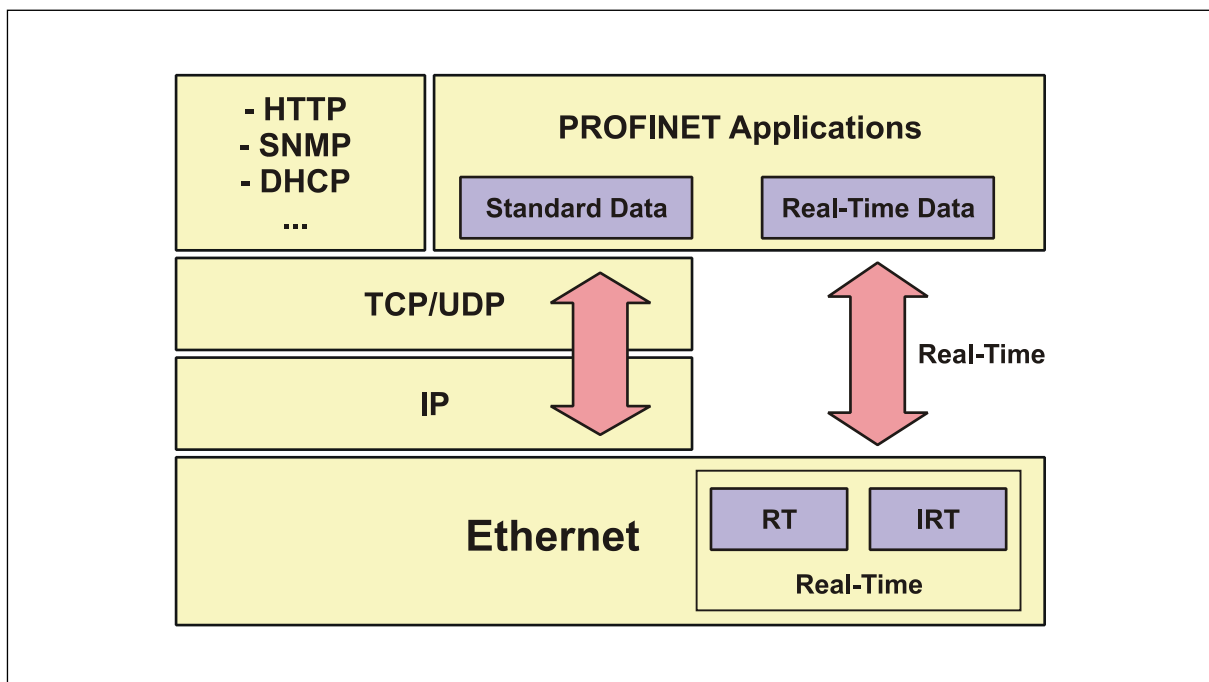 - HTTP
- SNMP
- DHCP
...
PROFINET Applications
Standard Data
Real-Time Data
TCP/UDP
Real-Time
IP
Ethernet
RT
IRT
Real-Time